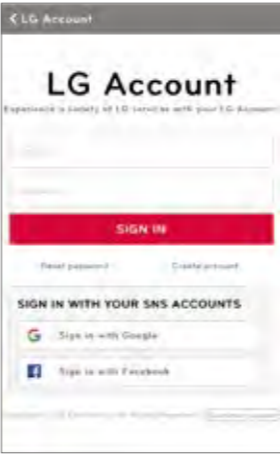 LG Account
LG Account
Experience a variety of LG services with your LG Account
SIGN IN
Reset password Create account
SIGN IN WITH YOUR SNS ACCOUNTS
Sign in with Google
Sign in with Facebook